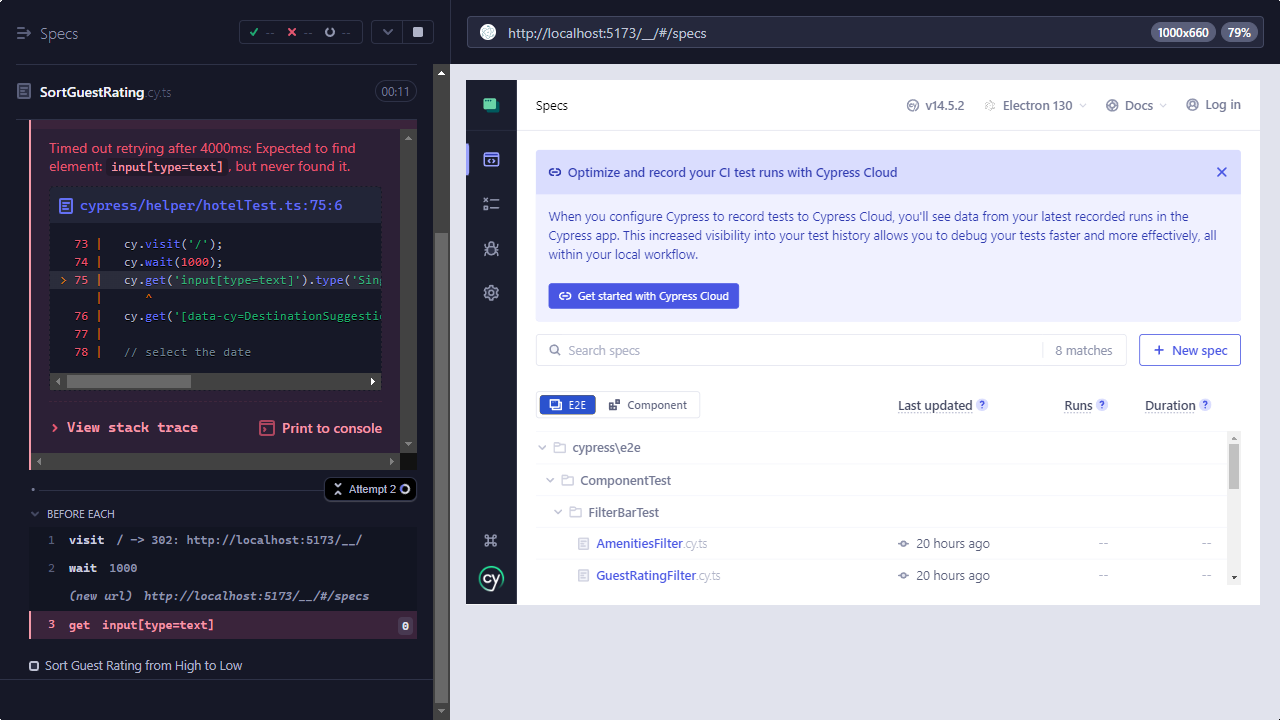 Specs
-- -- --
SortGuestRating.cy.ts
00:11
Timed out retrying after 4000ms: Expected to find
element: input[type=text], but never found it.
cypress/helper/hotelTest.ts:75:6
73 | cy.visit('/');
74 | cy.wait(1000);
> 75 | cy.get('input[type=text]').type('Sing
| ^
76 | cy.get('[data-cy=DestinationSuggestio
77 |
78 | // select the date
> View stack trace
Print to console
Attempt 2
BEFORE EACH
1 visit / -> 302: http://localhost:5173/__/
2 wait 1000
(new url) http://localhost:5173/__/#/specs
3 get input[type=text] 0
Sort Guest Rating from High to Low
http://localhost:5173/__/#/specs
1000x660
79%
Specs
v14.5.2
Electron 130
Docs
Log in
Optimize and record your CI test runs with Cypress Cloud
When you configure Cypress to record tests to Cypress Cloud, you'll see data from your latest recorded runs in the
Cypress app. This increased visibility into your test history allows you to debug your tests faster and more effectively, all
within your local workflow.
Get started with Cypress Cloud
Search specs
8 matches
+ New spec
E2E
Component
Last updated ?
Runs ?
Duration ?
cypress\e2e
ComponentTest
FilterBarTest
AmenitiesFilter.cy.ts 20 hours ago -- --
GuestRatingFilter.cy.ts 20 hours ago -- --
cy